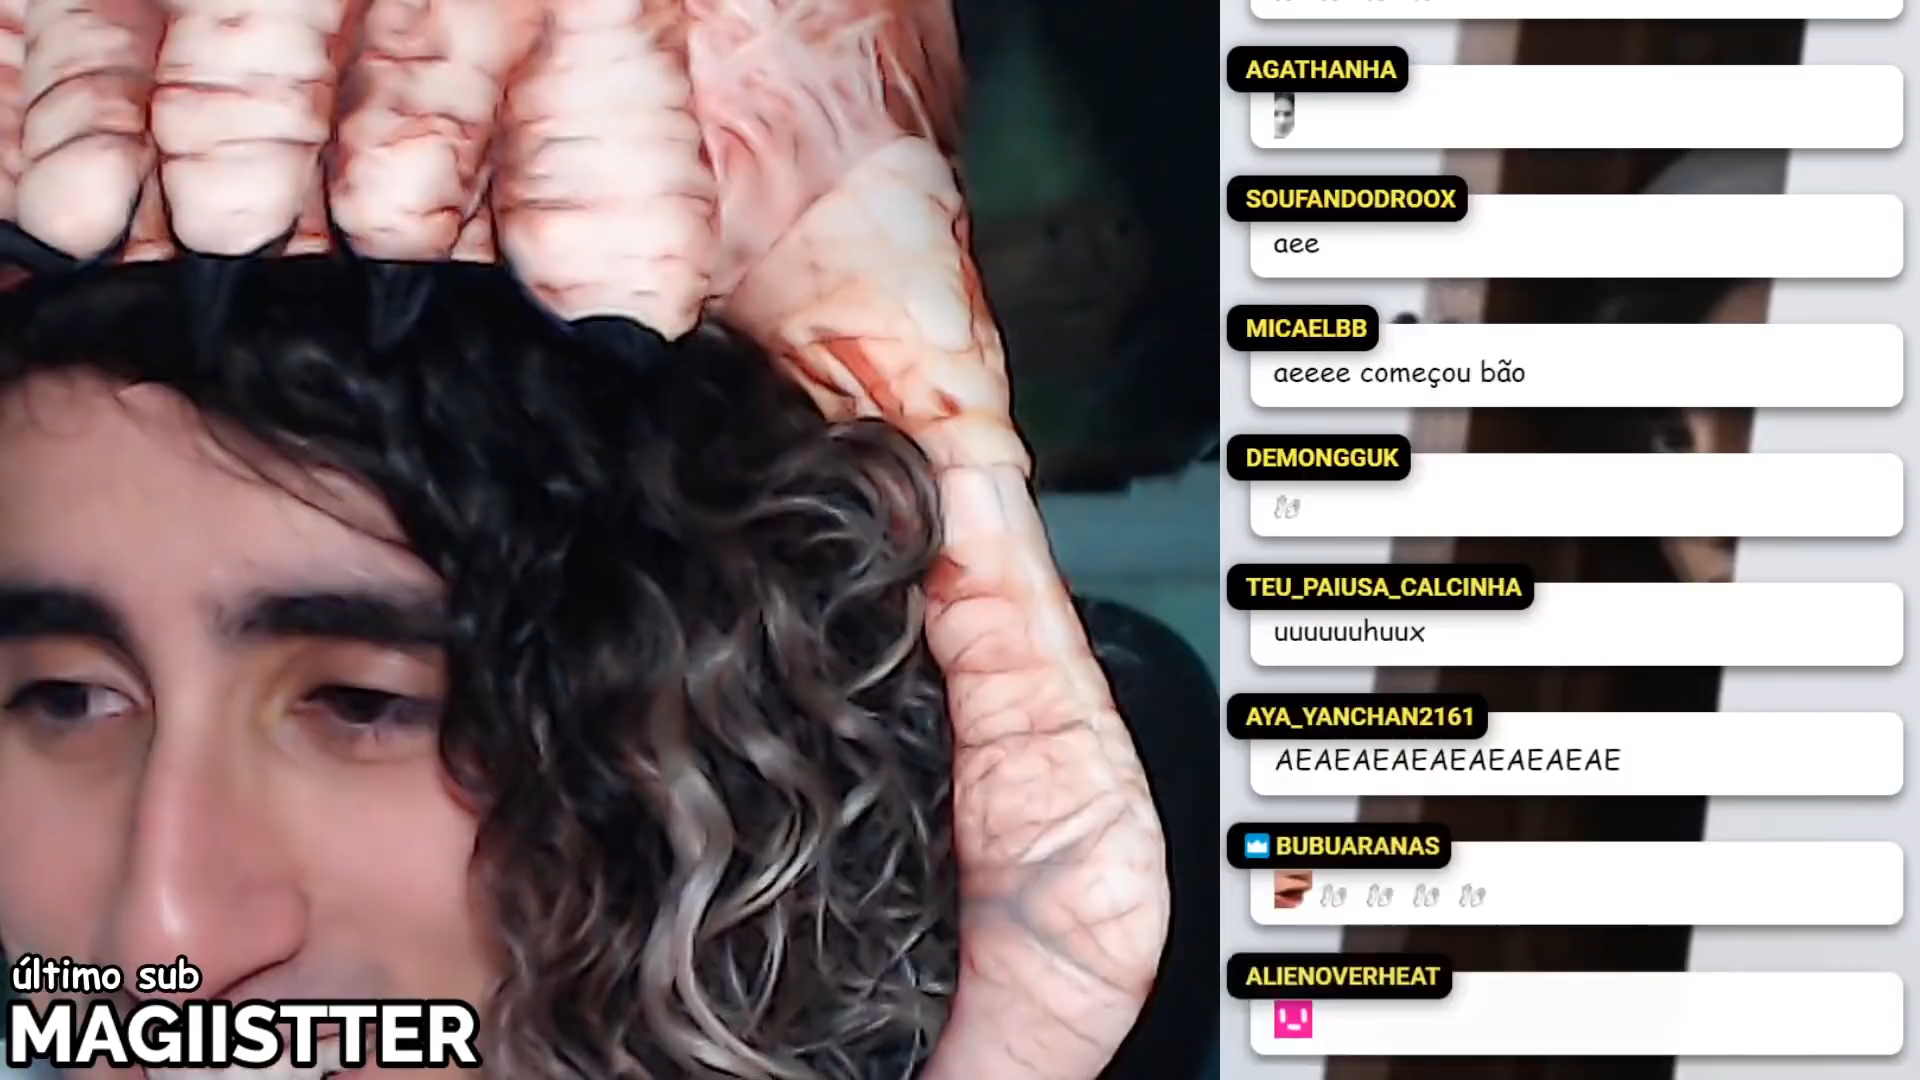 AGATHANHA
SOUFANDODROOX
aee
MICAELBB
aeeee começou bão
DEMONGGUK
TEU_PAIUSA_CALCINHA
uuuuuuhuux
AYA_YANCHAN2161
AEAEAEAEAEAEAEAEAE
BUBUARANAS
ALIENOVERHEAT
último sub
MAGIISTTER